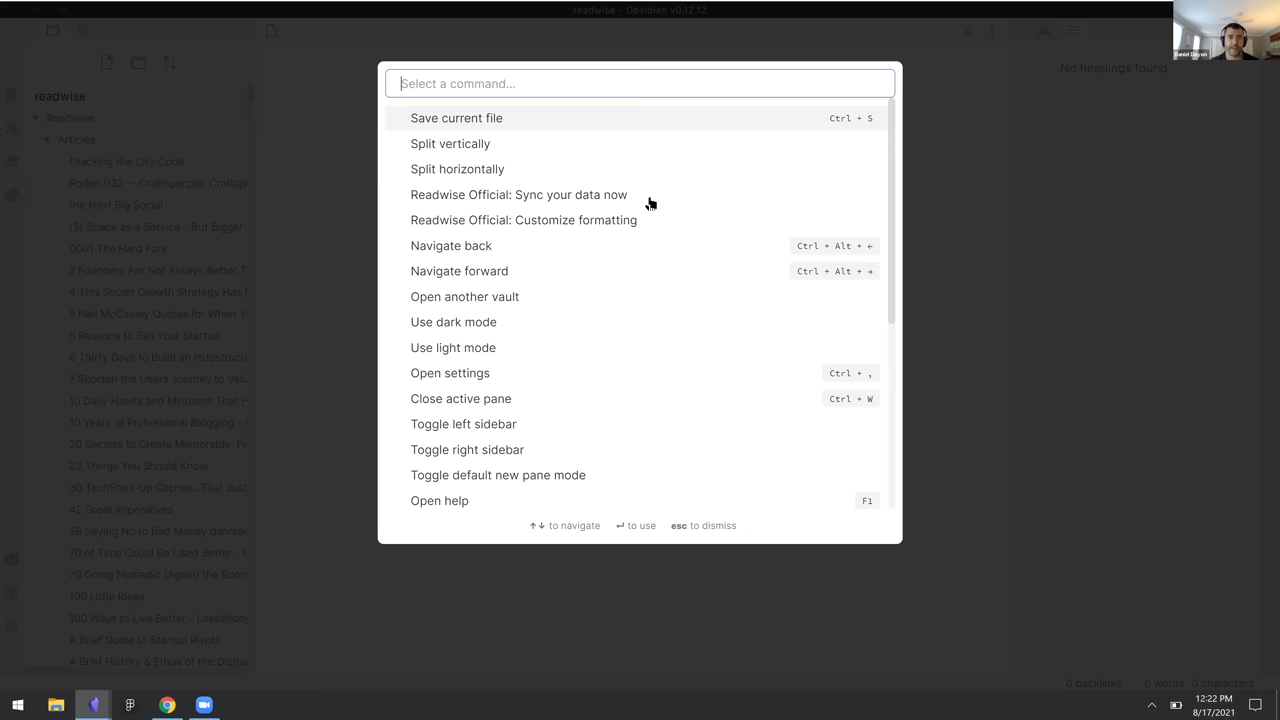 readwise - Obsidian v0.12.12
Daniel Doyon
No headings found.
readwise
Readwise
Articles
Cracking the City Code
Roden 032 — Craftspeople, Craftsp
the Next Big Social
(3) Space as a Service - But Bigger
0001 The Hard Fork
2 Founders Are Not Always Better T
4 This Secret Growth Strategy Has
5 Neil McCauley Quotes for When Y
5 Reasons to Sell Your Startup
6 Thirty Days to Build an Indestructi
7 Shorten the Users Journey to Valu
10 Daily Habits and Mindsets That H
10 Years of Professional Blogging -
20 Secrets to Create Memorable, Pe
23 Things You Should Know
30 TechStart-Up Cliches...That Just
42 Great Imperatives
58 Saying No to Bad Money danrear
70 of Time Could Be Used Better - H
79 Going Nomadic (Again) the Boon
100 Little Ideas
100 Ways to Live Better - LessWrong
A Brief Guide to Startup Pivots
A Brief History & Ethos of the Digital
Select a command...
Save current file Ctrl + S
Split vertically
Split horizontally
Readwise Official: Sync your data now
Readwise Official: Customize formatting
Navigate back Ctrl + Alt + ←
Navigate forward Ctrl + Alt + →
Open another vault
Use dark mode
Use light mode
Open settings Ctrl + ,
Close active pane Ctrl + W
Toggle left sidebar
Toggle right sidebar
Toggle default new pane mode
Open help F1
↑↓ to navigate ↵ to use esc to dismiss
0 backlinks 0 words 0 characters
12:22 PM
8/17/2021